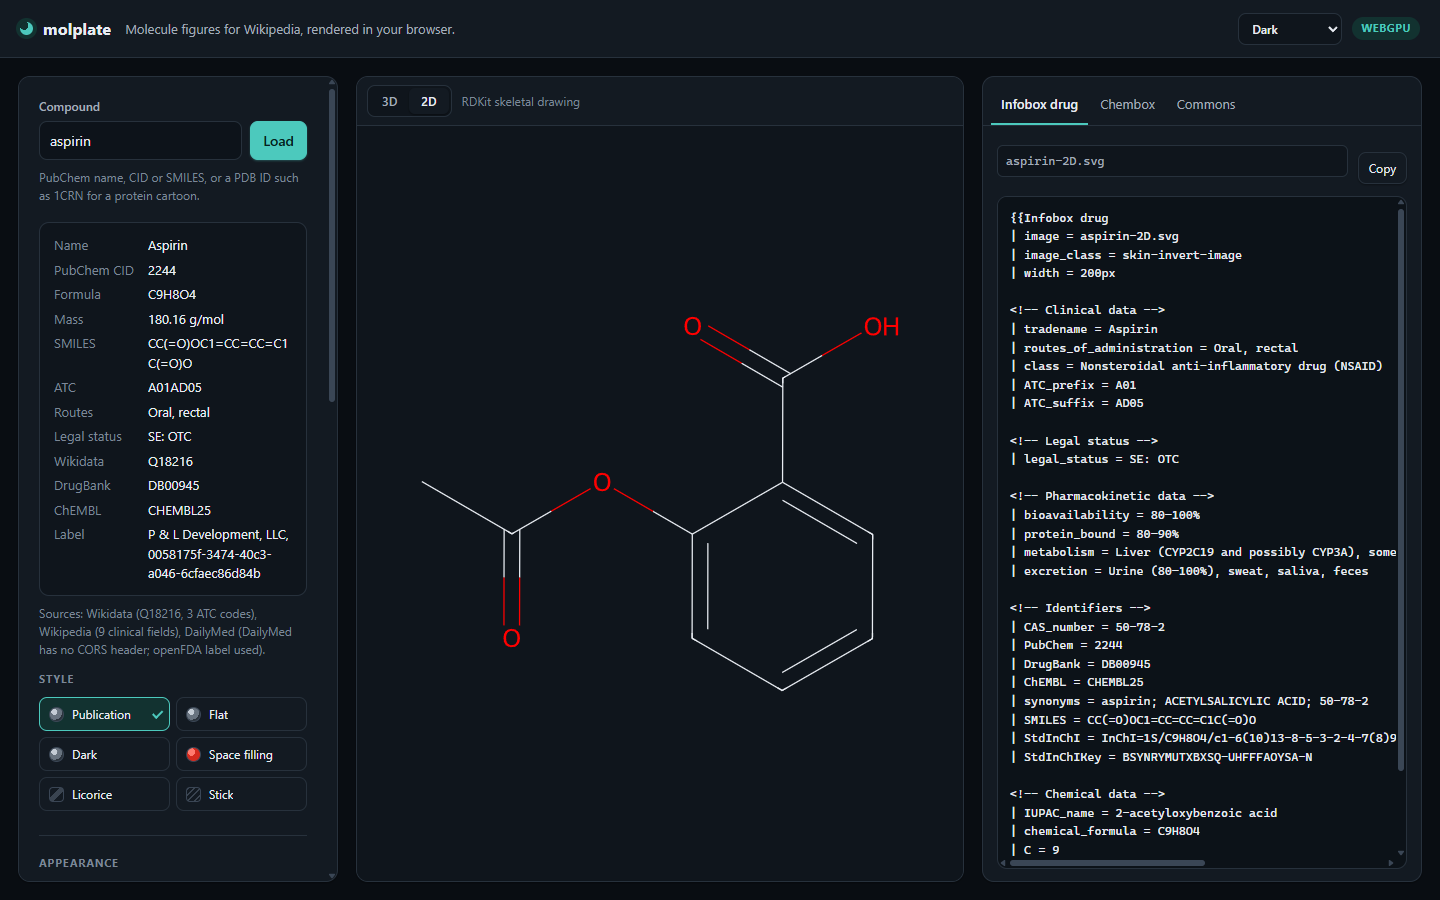 molplate Molecule figures for Wikipedia, rendered in your browser.
Dark
WEBGPU
Compound
aspirin
Load
PubChem name, CID or SMILES, or a PDB ID such
as 1CRN for a protein cartoon.
Name Aspirin
PubChem CID 2244
Formula C9H8O4
Mass 180.16 g/mol
SMILES CC(=O)OC1=CC=CC=C1
C(=O)O
ATC A01AD05
Routes Oral, rectal
Legal status SE: OTC
Wikidata Q18216
DrugBank DB00945
ChEMBL CHEMBL25
Label P & L Development, LLC,
0058175f-3474-40c3-
a046-6cfaec86d84b
Sources: Wikidata (Q18216, 3 ATC codes),
Wikipedia (9 clinical fields), DailyMed (DailyMed
has no CORS header; openFDA label used).
STYLE
Publication
Flat
Dark
Space filling
Licorice
Stick
APPEARANCE
3D 2D RDKit skeletal drawing
O
OH
O
O
Infobox drug Chembox Commons
aspirin-2D.svg
Copy
{{Infobox drug
| image = aspirin-2D.svg
| image_class = skin-invert-image
| width = 200px
<!-- Clinical data -->
| tradename = Aspirin
| routes_of_administration = Oral, rectal
| class = Nonsteroidal anti-inflammatory drug (NSAID)
| ATC_prefix = A01
| ATC_suffix = AD05
<!-- Legal status -->
| legal_status = SE: OTC
<!-- Pharmacokinetic data -->
| bioavailability = 80-100%
| protein_bound = 80-90%
| metabolism = Liver (CYP2C19 and possibly CYP3A), some
| excretion = Urine (80-100%), sweat, saliva, feces
<!-- Identifiers -->
| CAS_number = 50-78-2
| PubChem = 2244
| DrugBank = DB00945
| ChEMBL = CHEMBL25
| synonyms = aspirin; ACETYLSALICYLIC ACID; 50-78-2
| SMILES = CC(=O)OC1=CC=CC=C1C(=O)O
| StdInChI = InChI=1S/C9H8O4/c1-6(10)13-8-5-3-2-4-7(8)9
| StdInChIKey = BSYNRYMUTXBXSQ-UHFFFAOYSA-N
<!-- Chemical data -->
| IUPAC_name = 2-acetyloxybenzoic acid
| chemical_formula = C9H8O4
| C = 9